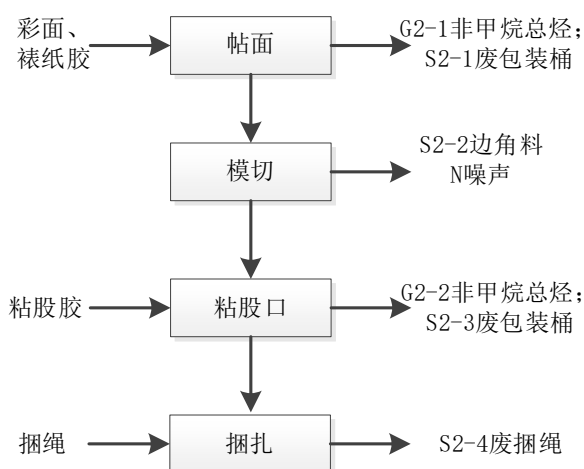 彩面、
裱纸胶
帖面
G2-1非甲烷总烃;
S2-1废包装桶
模切
S2-2边角料
N噪声
粘股胶
粘股口
G2-2非甲烷总烃;
S2-3废包装桶
捆绳
捆扎
S2-4废捆绳